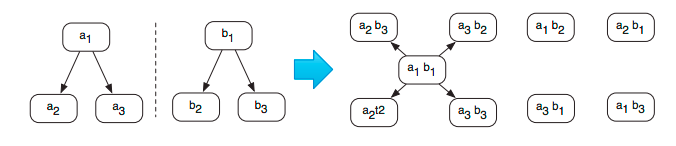 a1
a2
a3
b1
b2
b3
a2 b3
a3 b2
a1 b2
a2 b1
a1 b1
a2t2
a3 b3
a3 b1
a1 b3